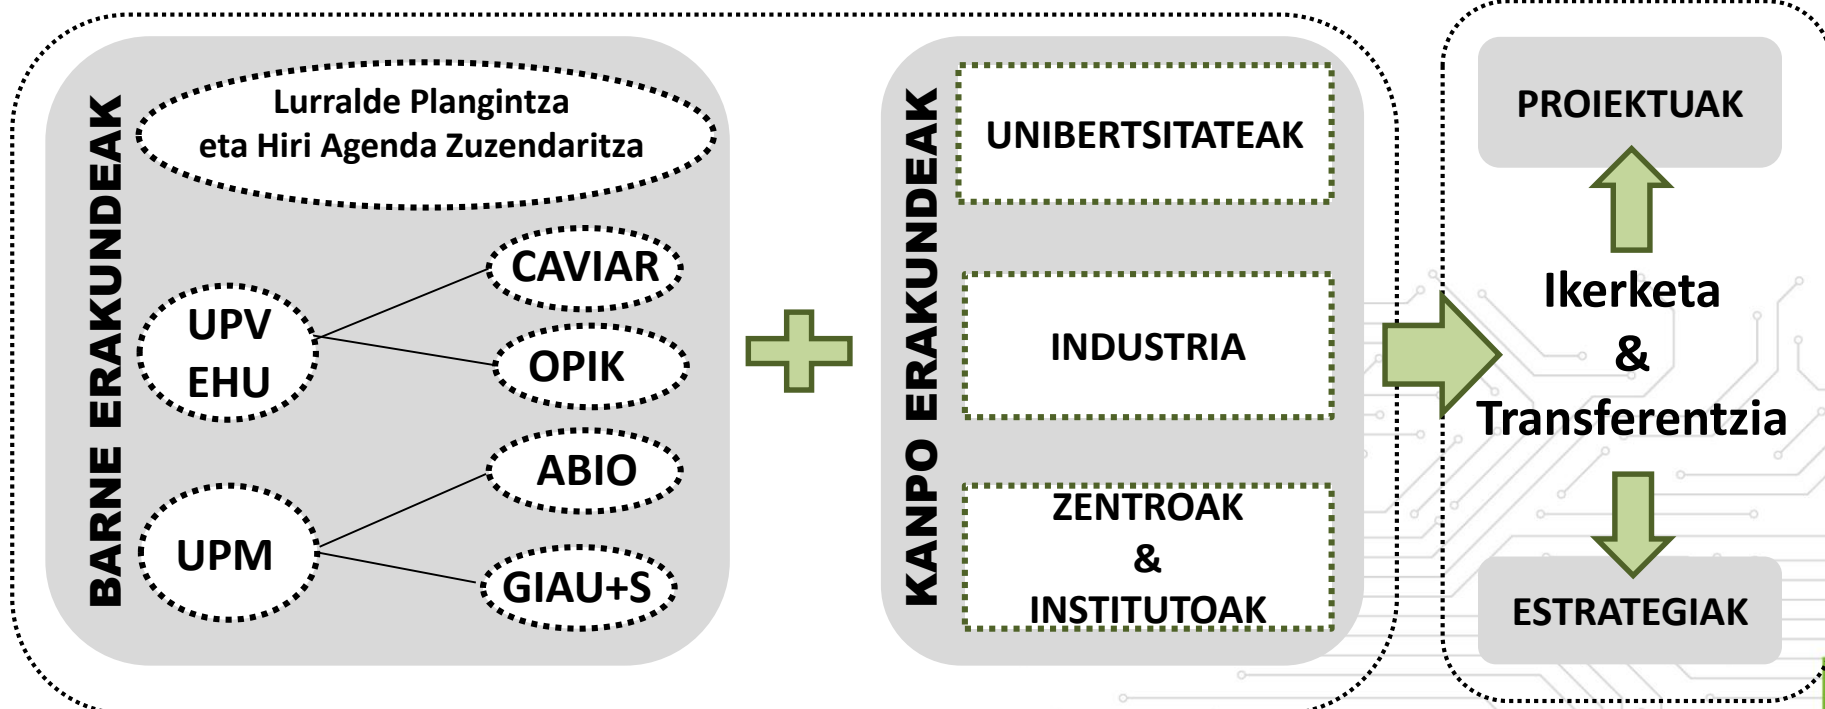 BARNE ERAKUNDEAK
Lurralde Plangintza
eta Hiri Agenda Zuzendaritza
UPV
EHU
CAVIAR
OPIK
UPM
ABIO
GIAU+S
KANPO ERAKUNDEAK
UNIBERTSITATEAK
INDUSTRIA
ZENTROAK
&
INSTITUTOAK
PROIEKTUAK
Ikerketa
&
Transferentzia
ESTRATEGIAK